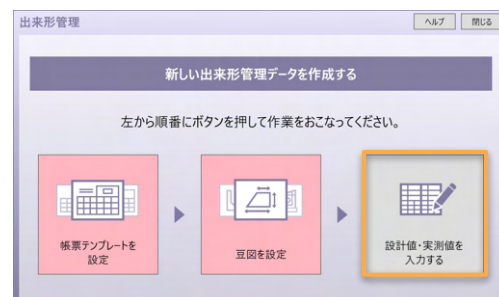 出来形管理
ヘルプ 閉じる
新しい出来形管理データを作成する
左から順番にボタンを押して作業をおこなってください。
帳票テンプレートを
設定
豆図を設定
設計値・実測値を
入力する